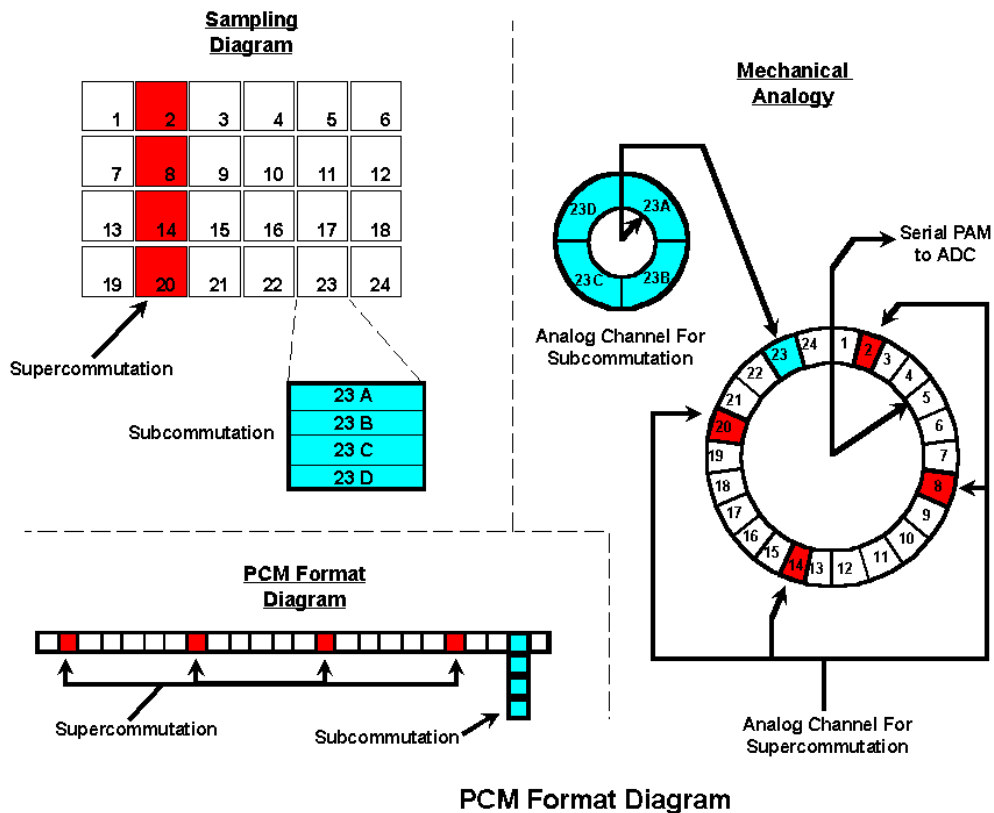 Sampling
Diagram
1 2 3 4 5 6
7 8 9 10 11 12
13 14 15 16 17 18
19 20 21 22 23 24
Supercommutation
Subcommutation
23 A
23 B
23 C
23 D
Mechanical
Analogy
23D 23A
23C 23B
Analog Channel For
Subcommutation
Serial PAM
to ADC
1
2
3
4
5
6
7
8
9
10
11
12
13
14
15
16
17
18
19
20
21
22
23
24
Analog Channel For
Supercommutation
PCM Format
Diagram
Supercommutation
Subcommutation
PCM Format Diagram